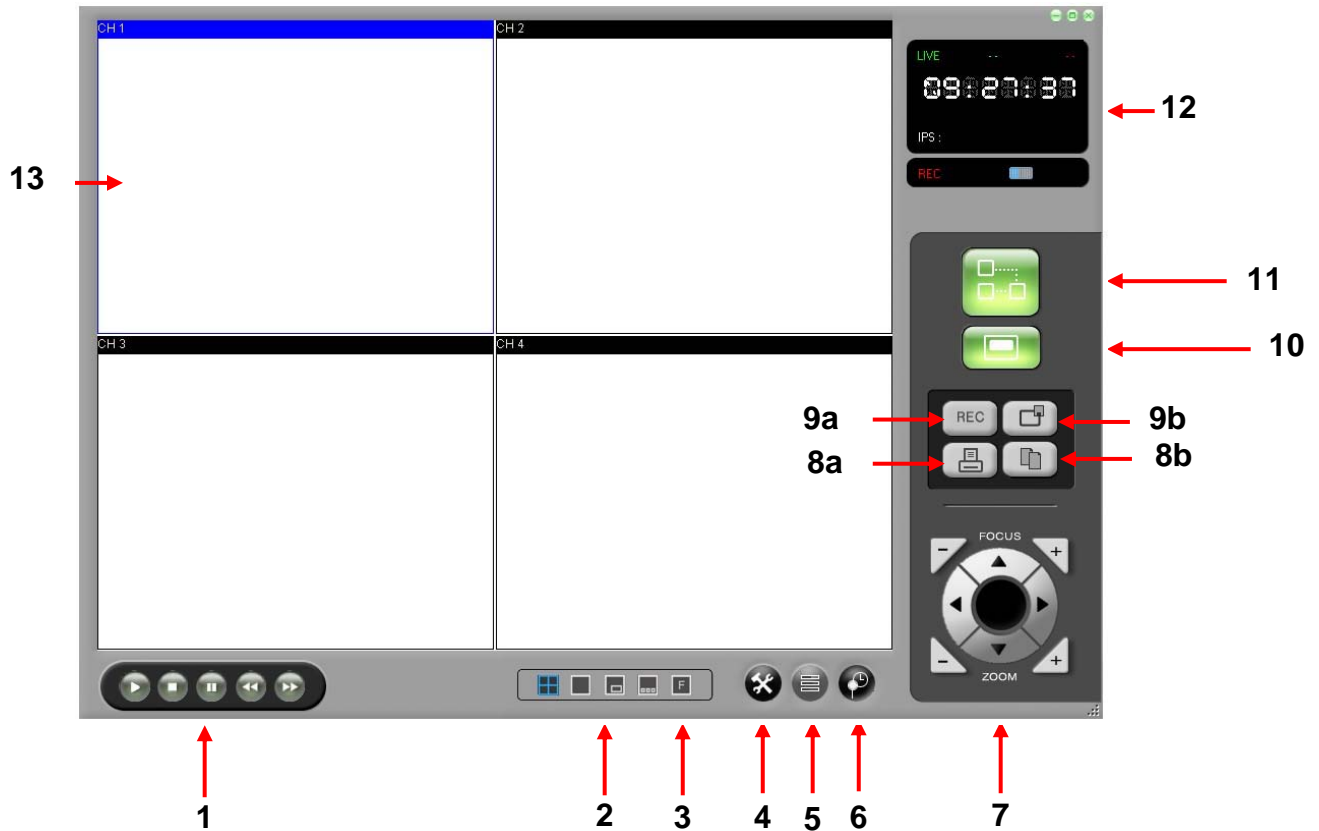 CH 1
CH 2
LIVE -- --
09:27:37
12
IPS :
13
REC
11
CH 3
CH 4
10
9a
REC
9b
8a
8b
FOCUS
- +
- +
ZOOM
F
1
2
3
4
5
6
7